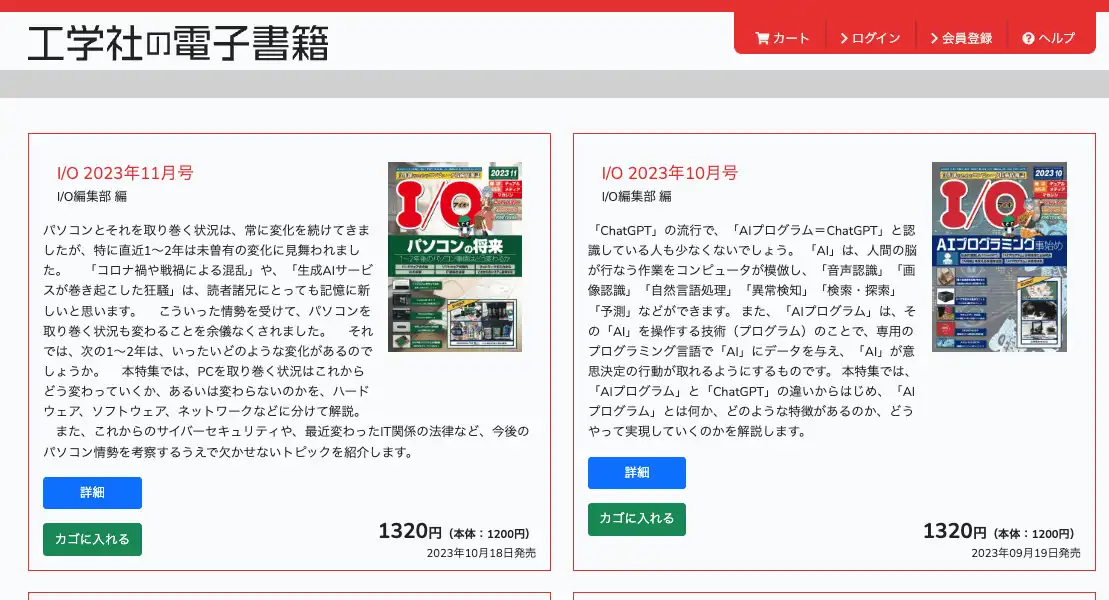 工学社の電子書籍
カート
ログイン
会員登録
ヘルプ
I/O 2023年11月号
I/O編集部 編
パソコンとそれを取り巻く状況は、常に変化を続けてきま
したが、特に直近1〜2年は未曽有の変化に見舞われまし
た。　　「コロナ禍や戦禍による混乱」や、「生成AIサービ
スが巻き起こした狂騒」は、読者諸兄にとっても記憶に新
しいと思います。　　こういった情勢を受けて、パソコンを
取り巻く状況も変わることを余儀なくされました。　　それ
では、次の1〜2年は、いったいどのような変化があるので
しょうか。　　本特集では、PCを取り巻く状況はこれから
どう変わっていくか、あるいは変わらないのかを、ハード
ウェア、ソフトウェア、ネットワークなどに分けて解説。
　また、これからのサイバーセキュリティや、最近変わったIT関係の法律など、今後の
パソコン情勢を考察するうえで欠かせないトピックを紹介します。
2023 11
I/O
パソコンの将来
1〜2年後のパソコン事情はどう変わるか
詳細
カゴに入れる
1320円（本体：1200円）
2023年10月18日発売
I/O 2023年10月号
I/O編集部 編
「ChatGPT」の流行で、「AIプログラム＝ChatGPT」と認
識している人も少なくないでしょう。「AI」は、人間の脳
が行なう作業をコンピュータが模倣し、「音声認識」「画
像認識」「自然言語処理」「異常検知」「検索・探索」
「予測」などができます。 また、「AIプログラム」は、そ
の「AI」を操作する技術（プログラム）のことで、専用の
プログラミング言語で「AI」にデータを与え、「AI」が意
思決定の行動が取れるようにするものです。 本特集では、
「AIプログラム」と「ChatGPT」の違いからはじめ、「AI
プログラム」とは何か、どのような特徴があるのか、どう
やって実現していくのかを解説します。
2023 10
I/O
AIプログラミング事始め
詳細
カゴに入れる
1320円（本体：1200円）
2023年09月19日発売